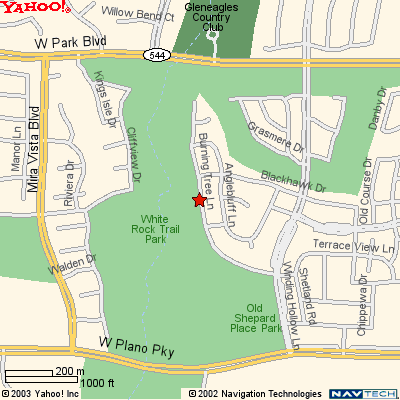 YAHOO!
Willow Bend Ct
Gleneagles
Country
Club
W Park Blvd
544
Kings Isle Dr
Cliffview Dr
Manor Ln
Mira Vista Blvd
Riviera Dr
Walden Dr
White
Rock Trail
Park
Burning Tree Ln
Anglebluff Ln
Grasmere Dr
Blackhawk Dr
Danby Dr
Old Course Dr
Terrace View Ln
Winding Hollow Ln
Shetland Rd
Chippewa Dr
Old
Shepard
Place Park
W Plano Pky
200 m
1000 ft
©2003 Yahoo! Inc
©2002 Navigation Technologies
NAVTECH